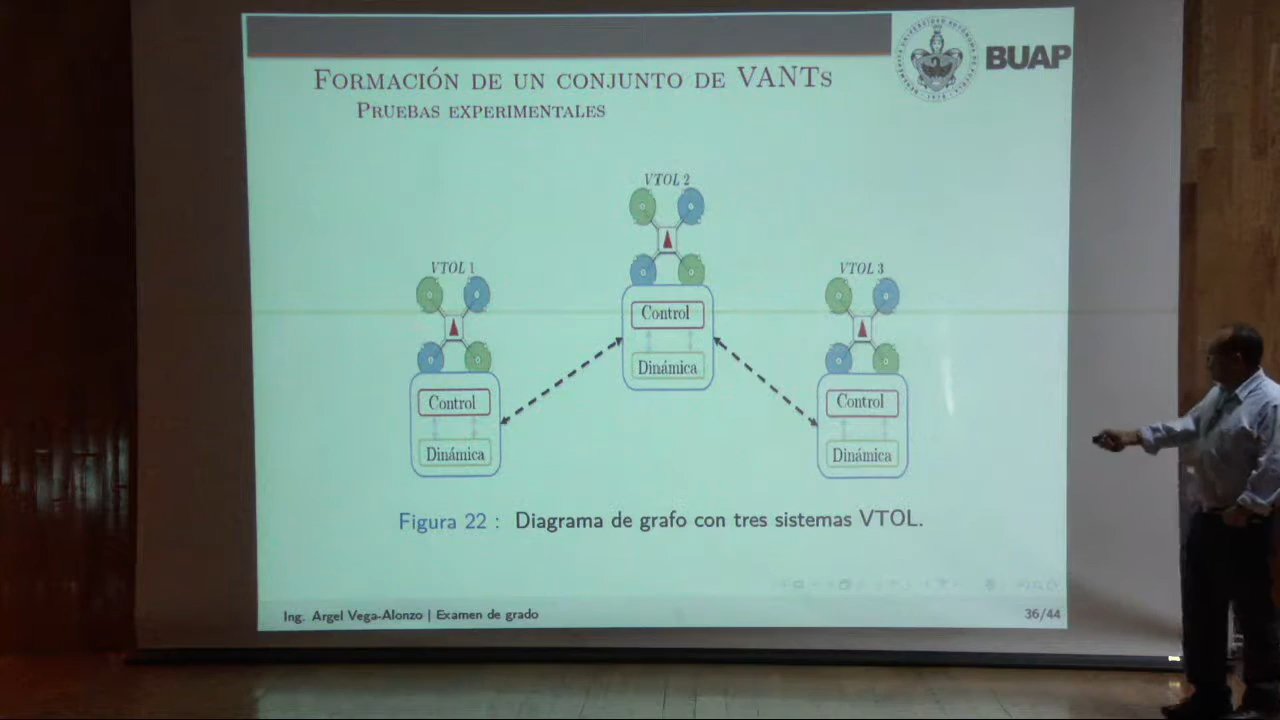 BUAP
FORMACIÓN DE UN CONJUNTO DE VANTS
PRUEBAS EXPERIMENTALES
VTOL 2
VTOL 1
VTOL 3
Control
Dinámica
Control
Dinámica
Control
Dinámica
Figura 22 : Diagrama de grafo con tres sistemas VTOL.
Ing. Argel Vega-Alonzo | Examen de grado
36/44